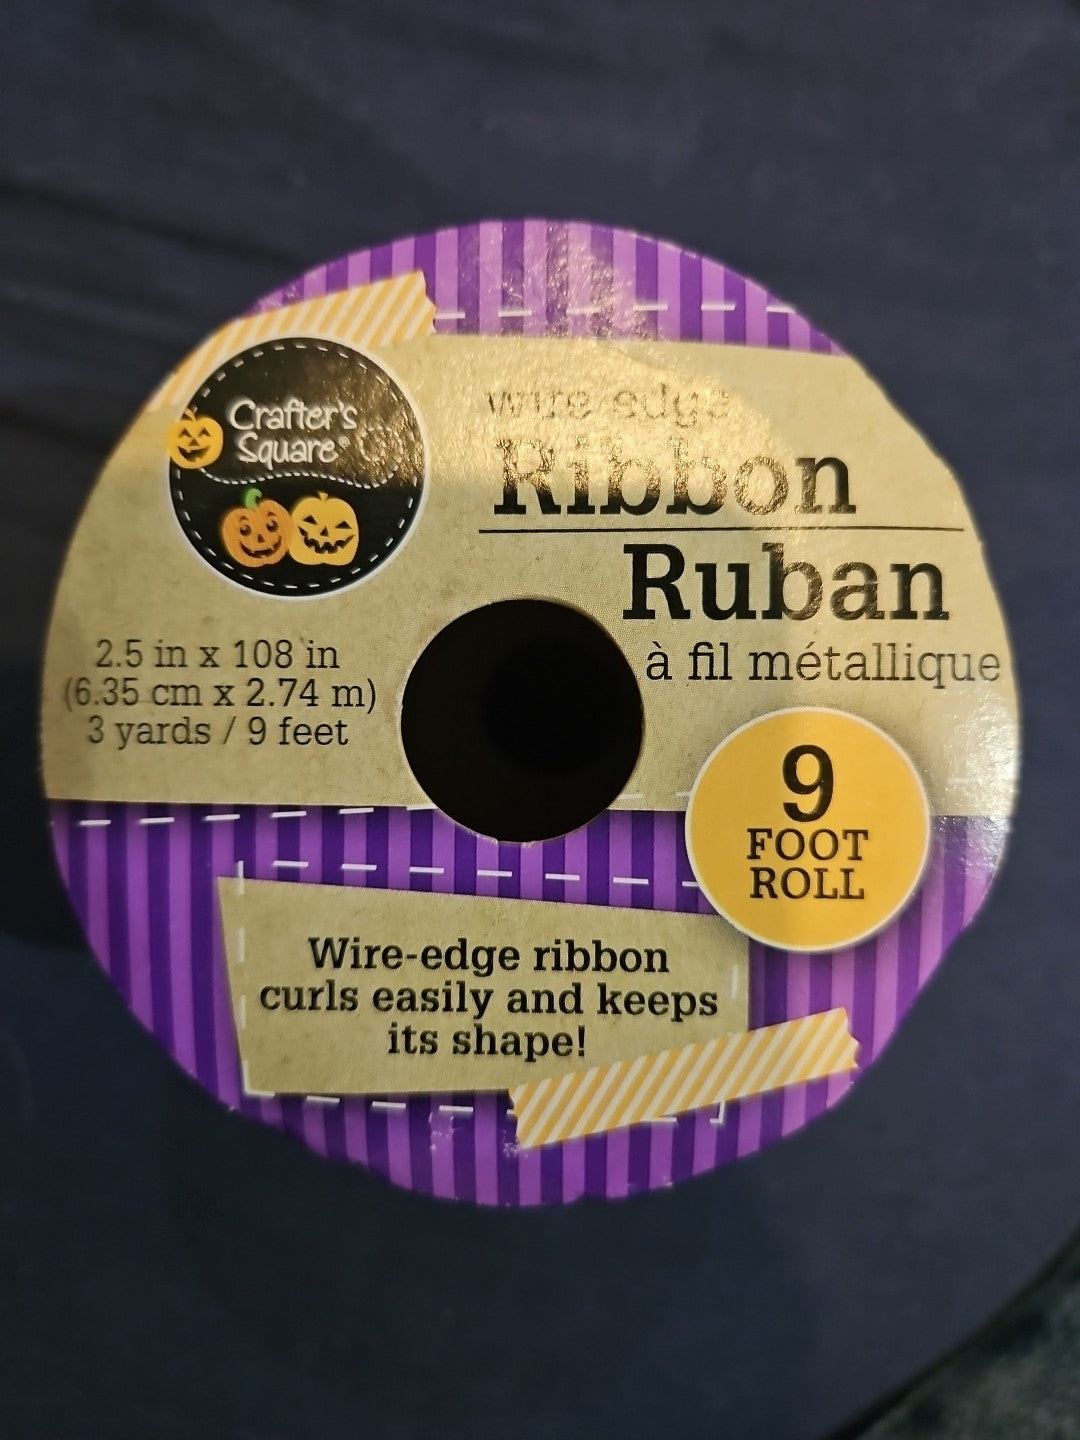 Crafter's
Square®
wire edge
Ribbon
Ruban
à fil métallique
2.5 in x 108 in
(6.35 cm x 2.74 m)
3 yards / 9 feet
9
FOOT
ROLL
Wire-edge ribbon
curls easily and keeps
its shape!